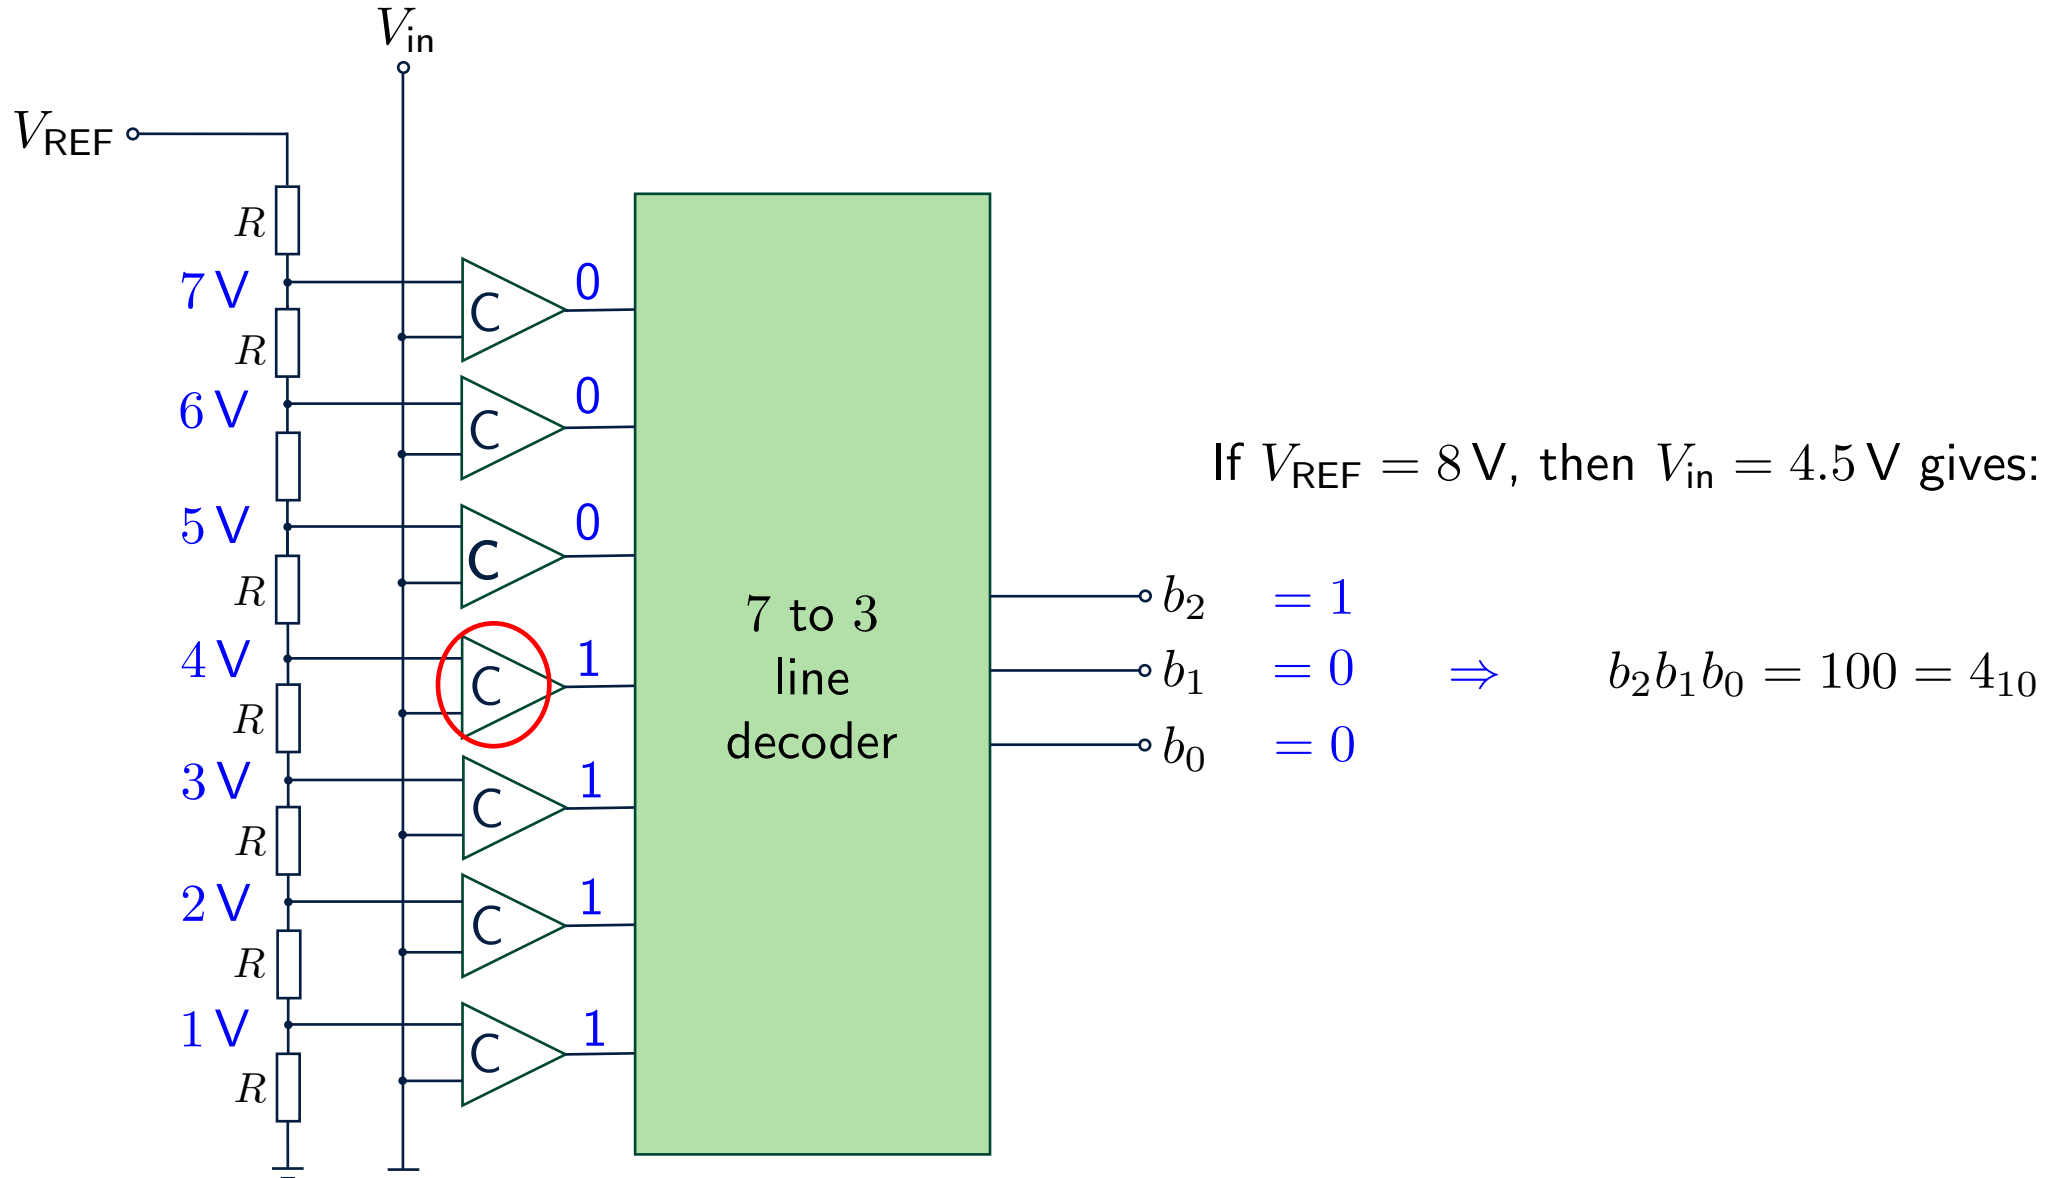 V_in
V_REF
R
7 V
0
C
R
6 V
0
C
If V_REF = 8 V, then V_in = 4.5 V gives:
5 V
0
C
R
7 to 3
line
decoder
b_2 = 1
4 V
1
C
b_1 = 0 ⇒ b_2b_1b_0 = 100 = 4_10
R
b_0 = 0
3 V
1
C
R
2 V
1
C
R
1 V
1
C
R